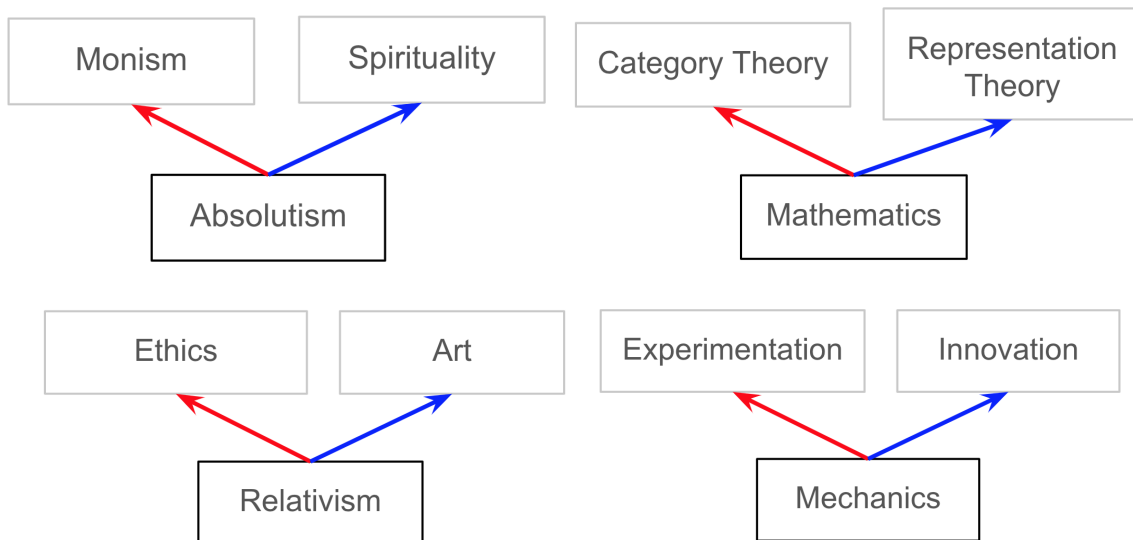 Monism
Spirituality
Category Theory
Representation
Theory
Absolutism
Mathematics
Ethics
Art
Experimentation
Innovation
Relativism
Mechanics